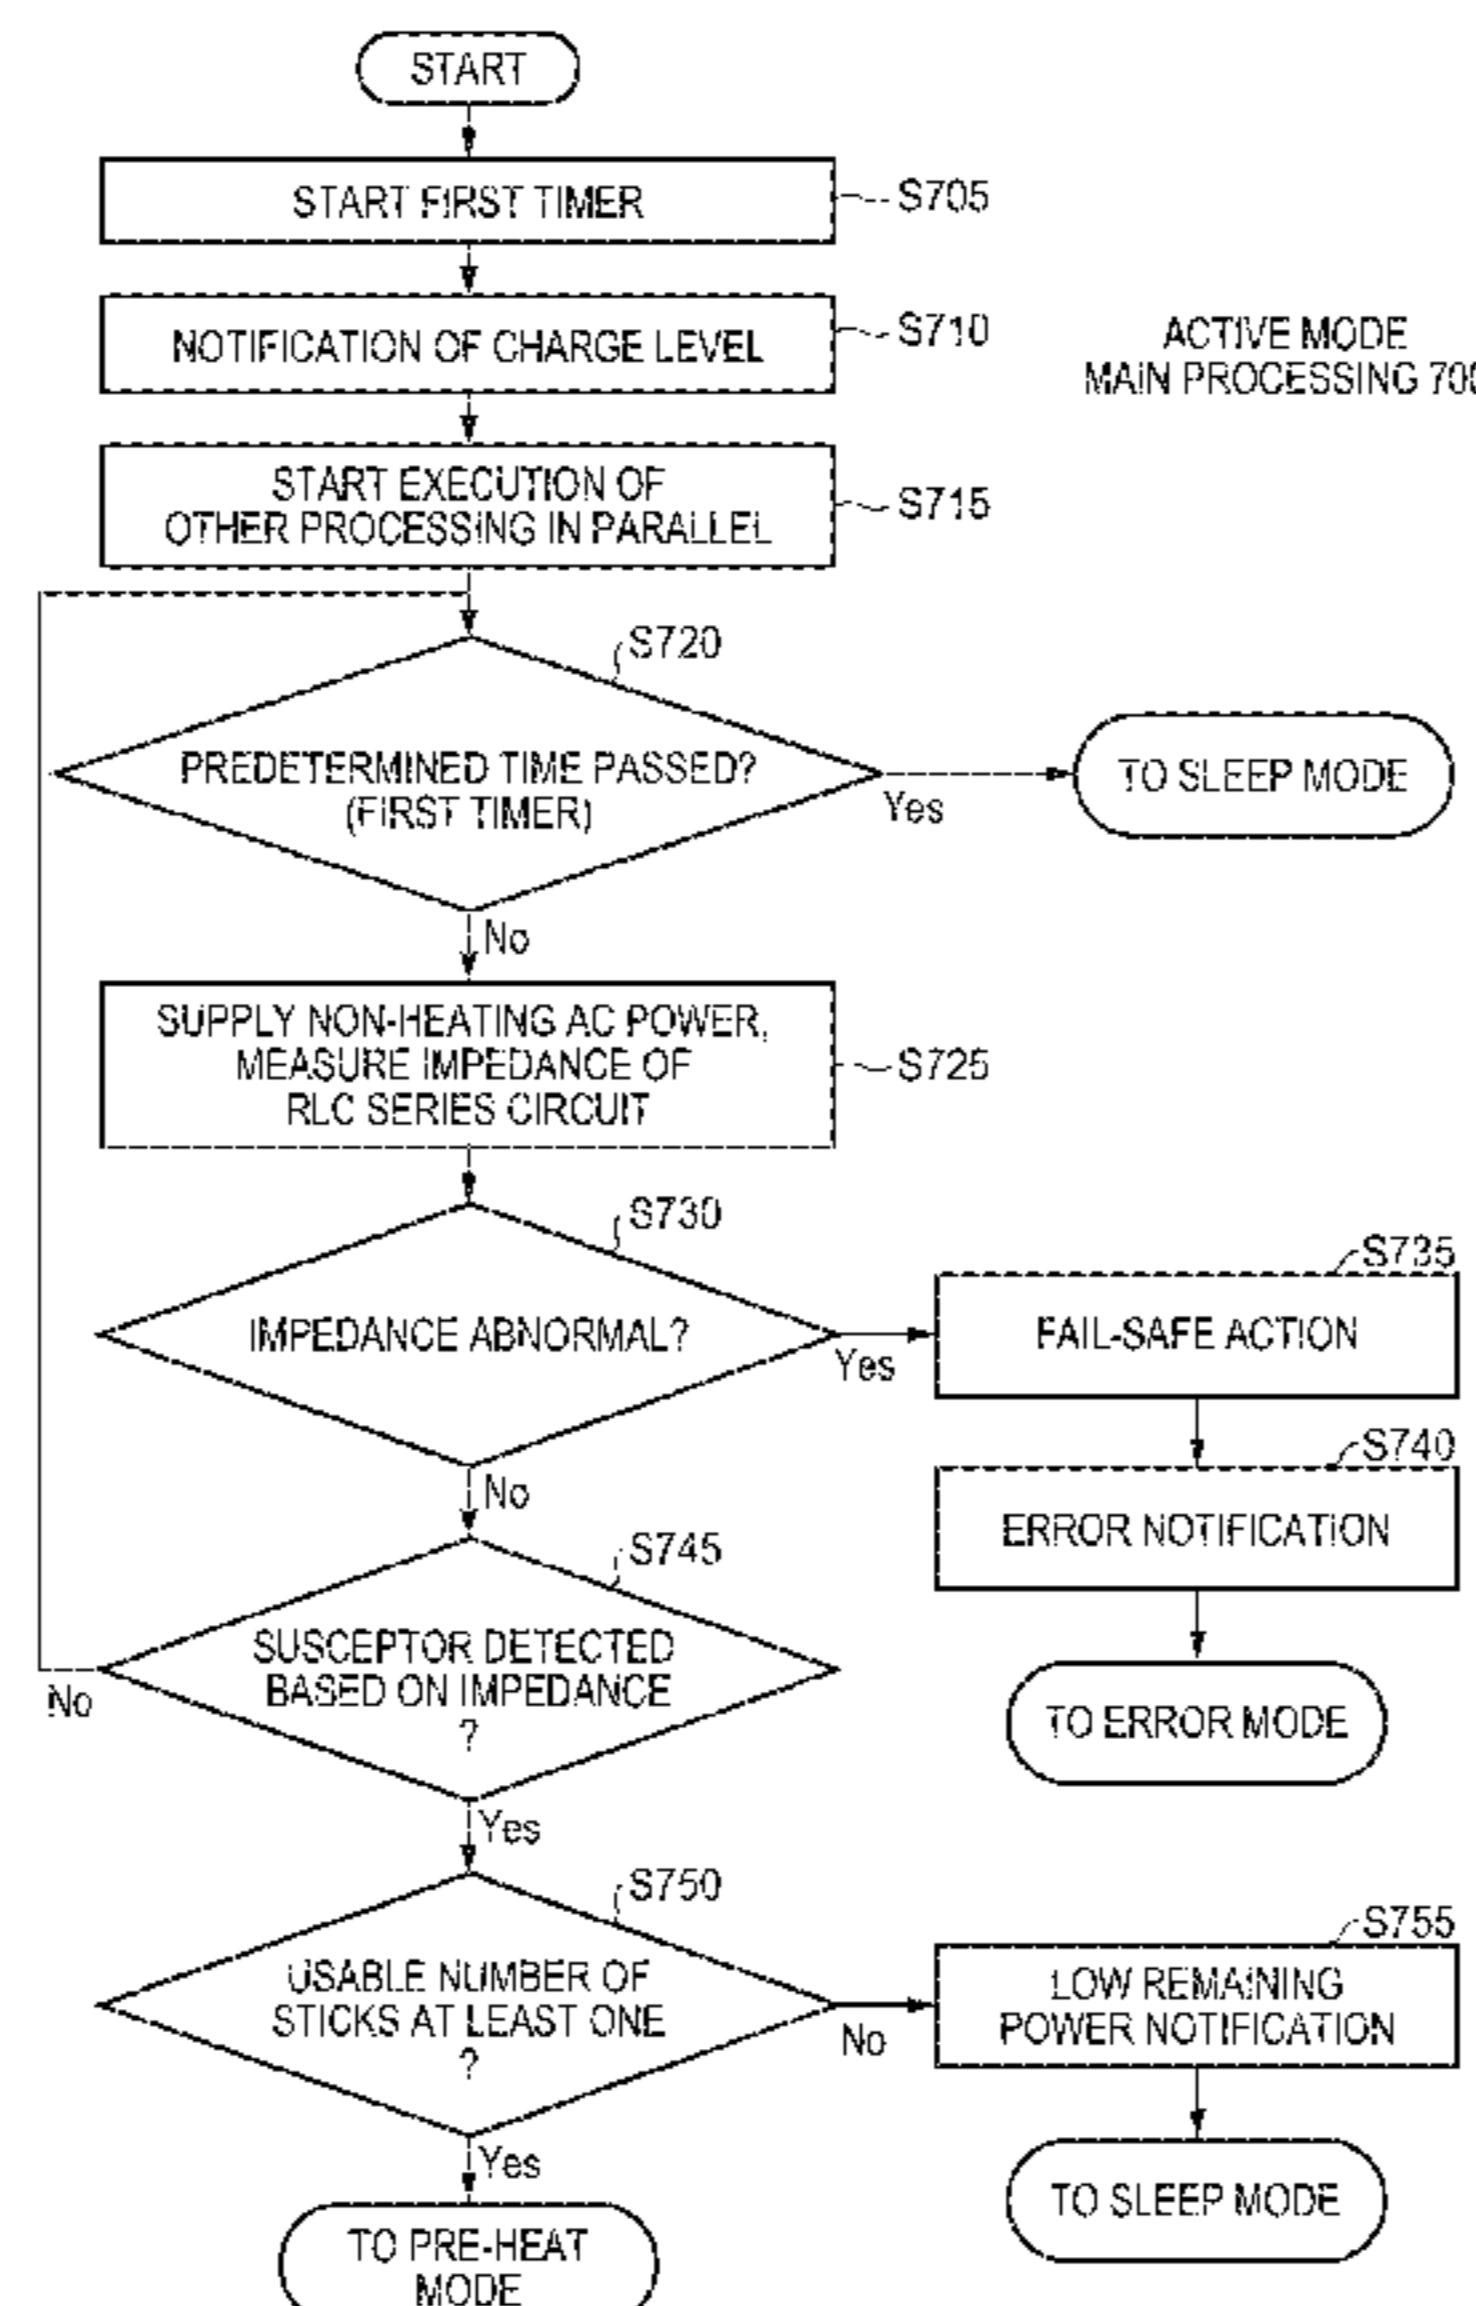 START
START FIRST TIMER
S705
NOTIFICATION OF CHARGE LEVEL
S710
ACTIVE MODE
MAIN PROCESSING 700
START EXECUTION OF
OTHER PROCESSING IN PARALLEL
S715
S720
PREDETERMINED TIME PASSED?
(FIRST TIMER)
Yes
TO SLEEP MODE
No
SUPPLY NON-HEATING AC POWER,
MEASURE IMPEDANCE OF
RLC SERIES CIRCUIT
S725
S730
IMPEDANCE ABNORMAL?
Yes
S735
FAIL-SAFE ACTION
No
S740
ERROR NOTIFICATION
TO ERROR MODE
S745
SUSCEPTOR DETECTED
BASED ON IMPEDANCE
?
No
Yes
S750
USABLE NUMBER OF
STICKS AT LEAST ONE
?
No
S755
LOW REMAINING
POWER NOTIFICATION
TO SLEEP MODE
Yes
TO PRE-HEAT
MODE